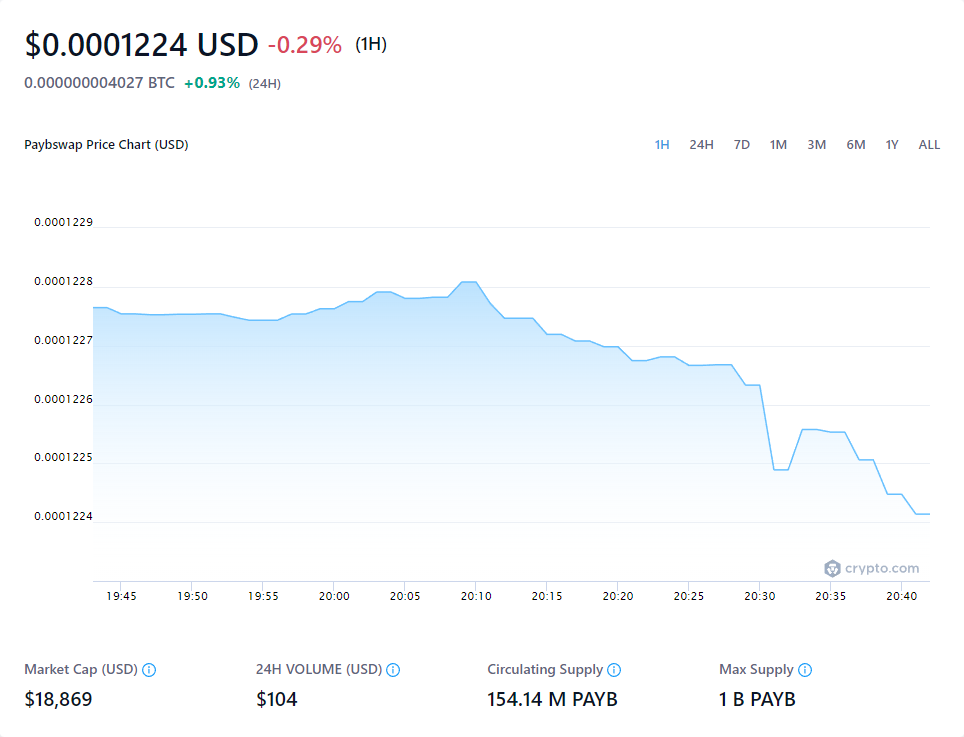 $0.0001224 USD -0.29% (1H)
0.000000004027 BTC +0.93% (24H)
Paybswap Price Chart (USD) 1H 24H 7D 1M 3M 6M 1Y ALL
0.0001229
0.0001228
0.0001227
0.0001226
0.0001225
0.0001224
crypto.com
19:45 19:50 19:55 20:00 20:05 20:10 20:15 20:20 20:25 20:30 20:35 20:40
Market Cap (USD) 24H VOLUME (USD) Circulating Supply Max Supply
$18,869 $104 154.14 M PAYB 1 B PAYB